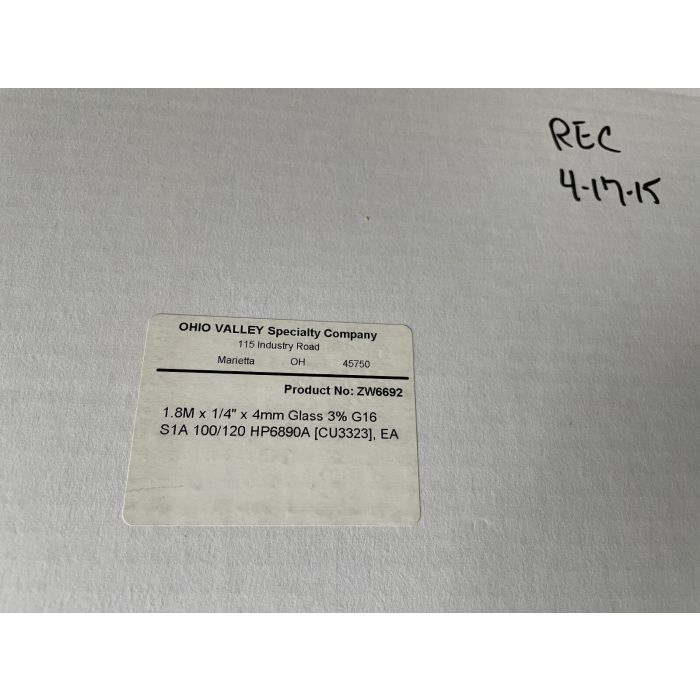 REC
4-17-15
OHIO VALLEY Specialty Company
115 Industry Road
Marietta OH 45750
Product No: ZW6692
1.8M x 1/4" x 4mm Glass 3% G16
S1A 100/120 HP6890A [CU3323], EA